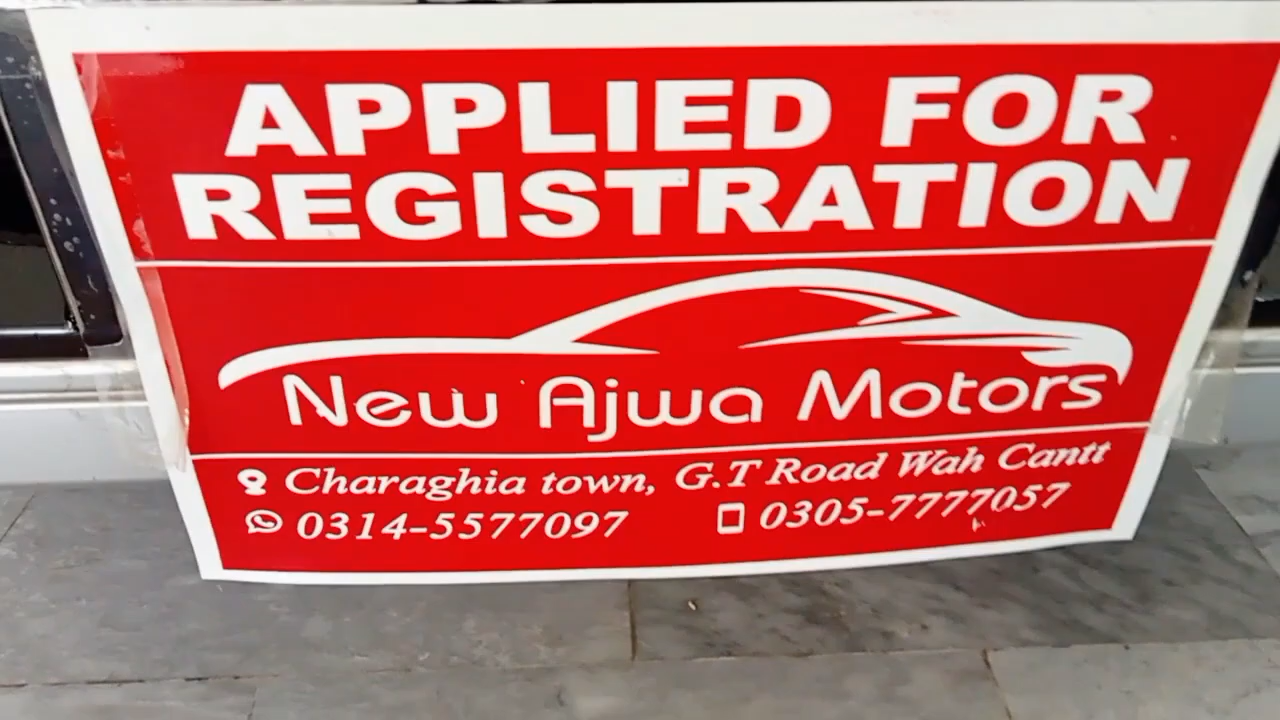 APPLIED FOR
REGISTRATION
New Ajwa Motors
Charaghia town, G.T Road Wah Cantt
0314-5577097 0305-7777057